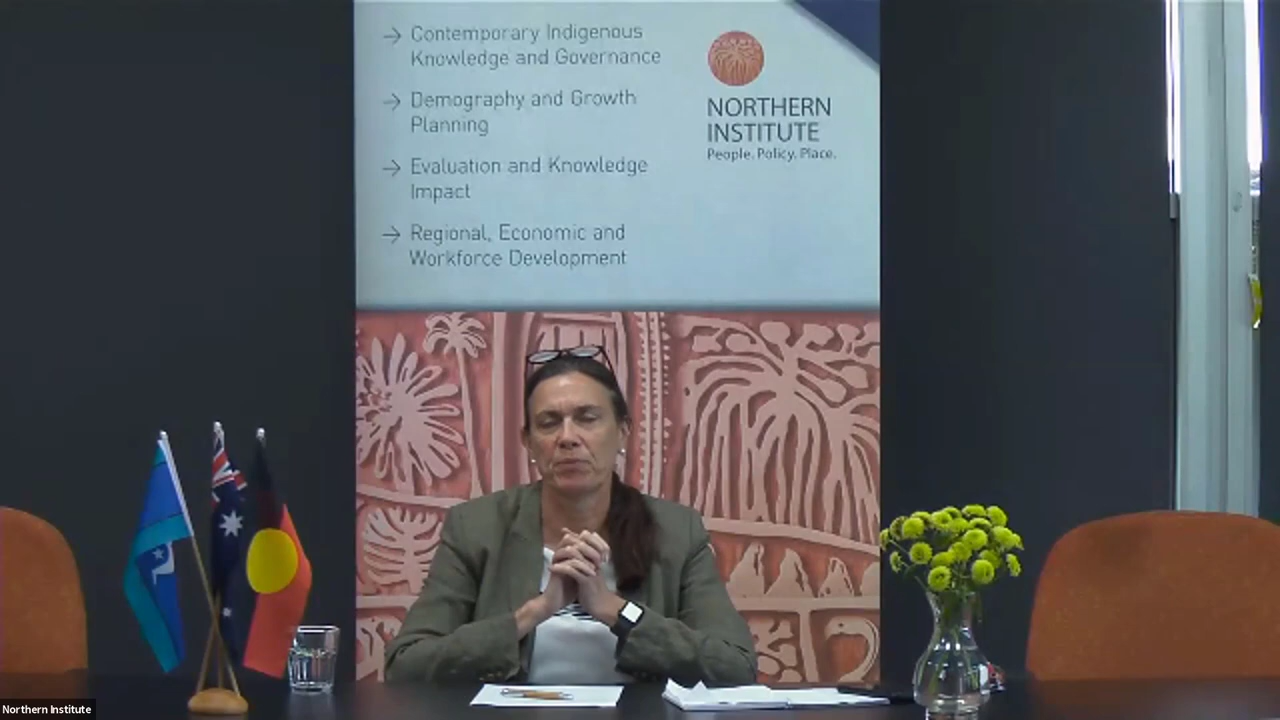 → Contemporary Indigenous
Knowledge and Governance
→ Demography and Growth
Planning
→ Evaluation and Knowledge
Impact
→ Regional, Economic and
Workforce Development
NORTHERN
INSTITUTE
People. Policy. Place.
Northern Institute